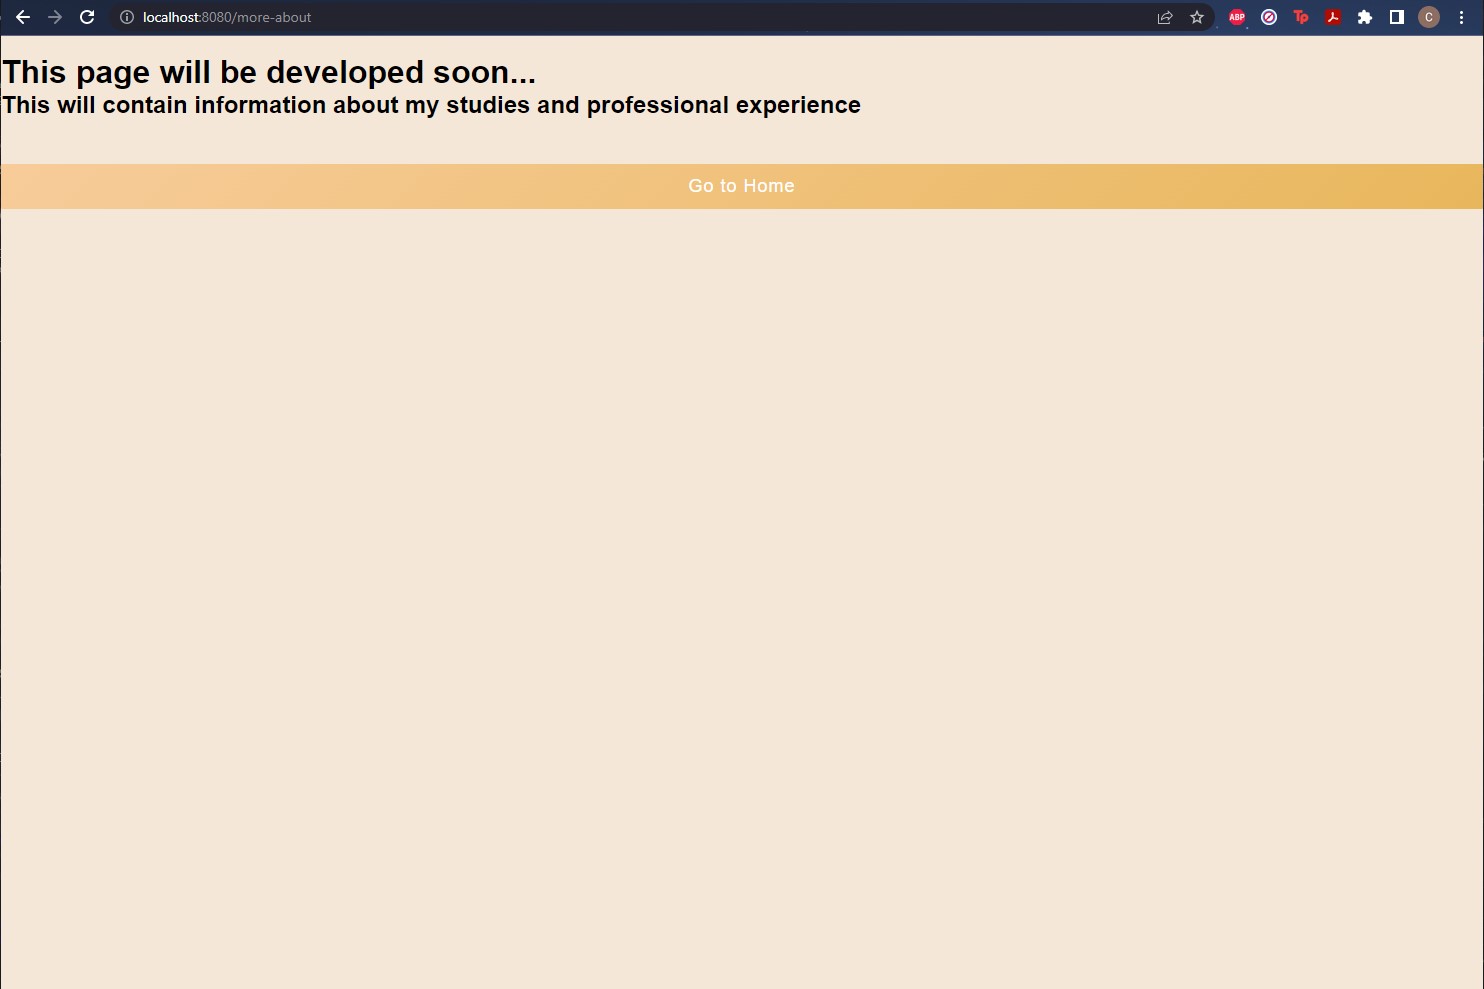 localhost:8080/more-about
ABP
Tp
C
This page will be developed soon...
This will contain information about my studies and professional experience
Go to Home